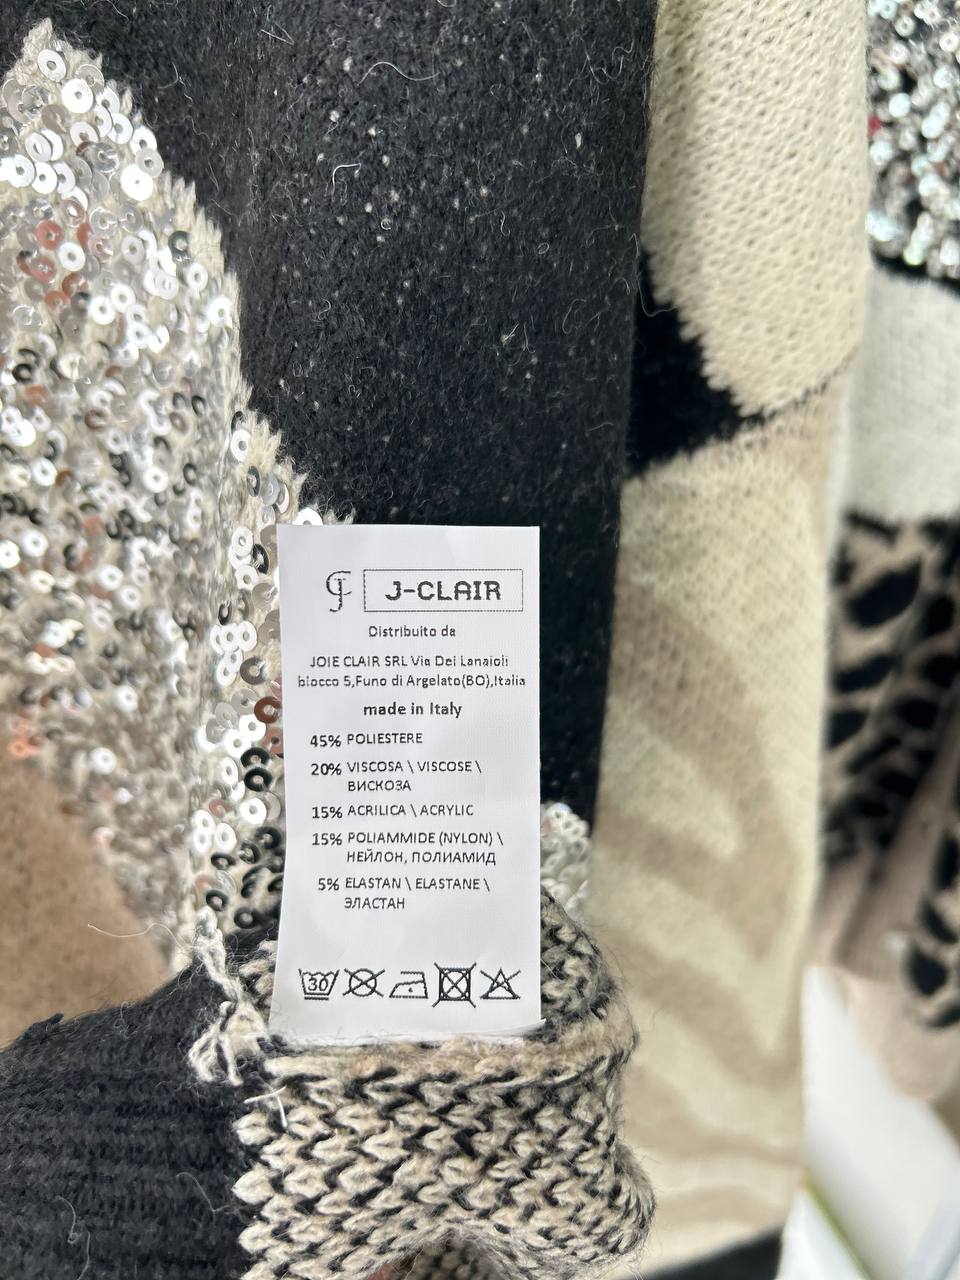 J-CLAIR
Distribuito da
JOIE CLAIR SRL Via Dei Lanaioli
blocco 5,Funo di Argelato(BO),Italia
made in Italy
45% POLIESTERE
20% VISCOSA \ VISCOSE \
ВИСКОЗА
15% ACRILICA \ ACRYLIC
15% POLIAMMIDE (NYLON) \
НЕЙЛОН, ПОЛИАМИД
5% ELASTAN \ ELASTANE \
ЭЛАСТАН
30